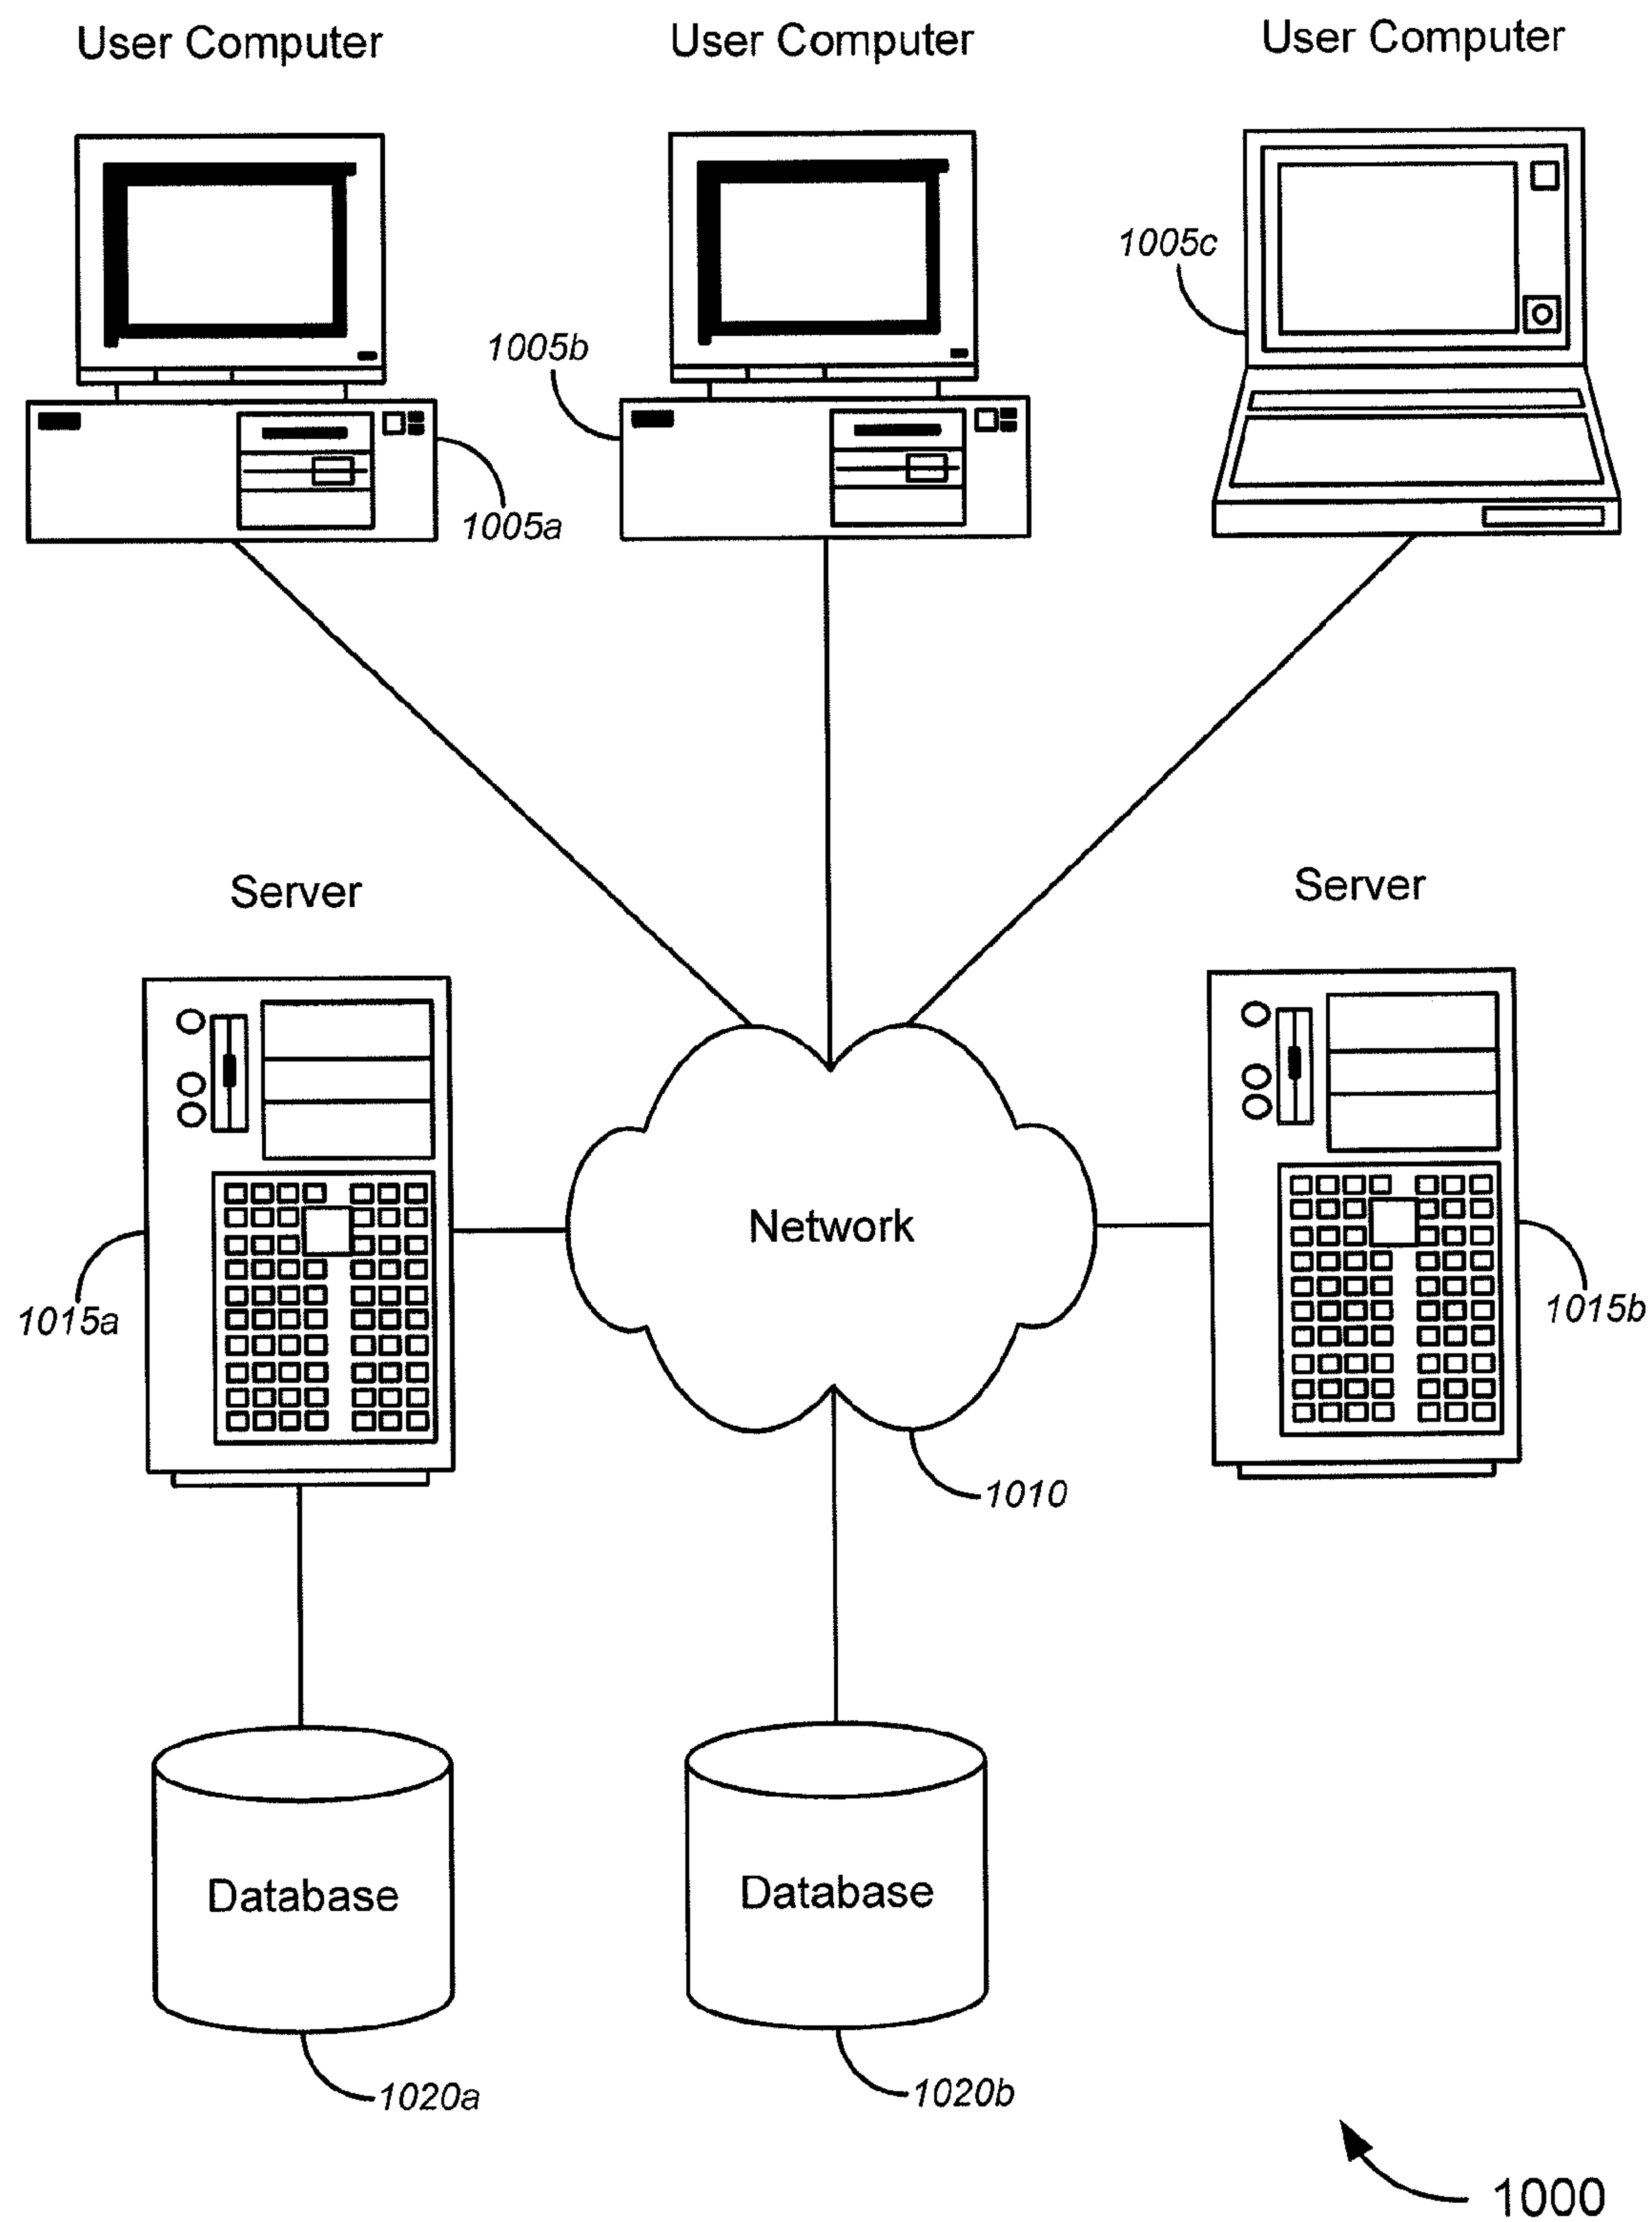 User Computer
User Computer
User Computer
1005c
1005b
1005a
Server
Server
Network
1015a
1015b
1010
Database
Database
1020a
1020b
1000